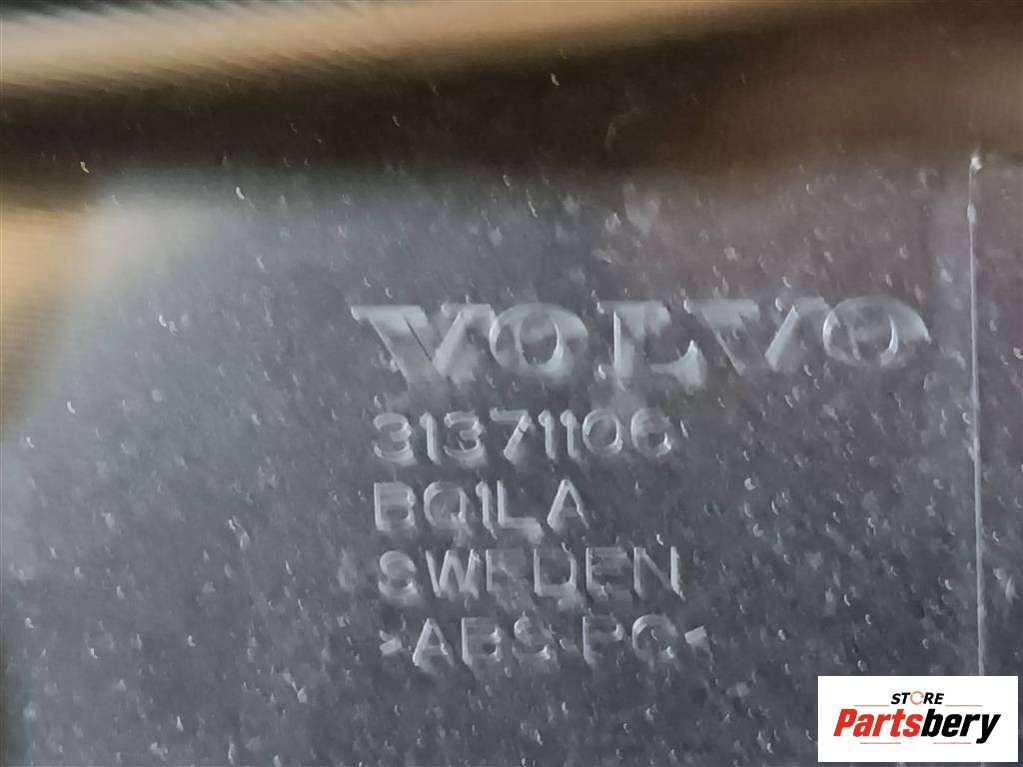 VOLVO
31371106
BQ1LA
SWEDEN
>ABS-PC<
STORE
Partsbery